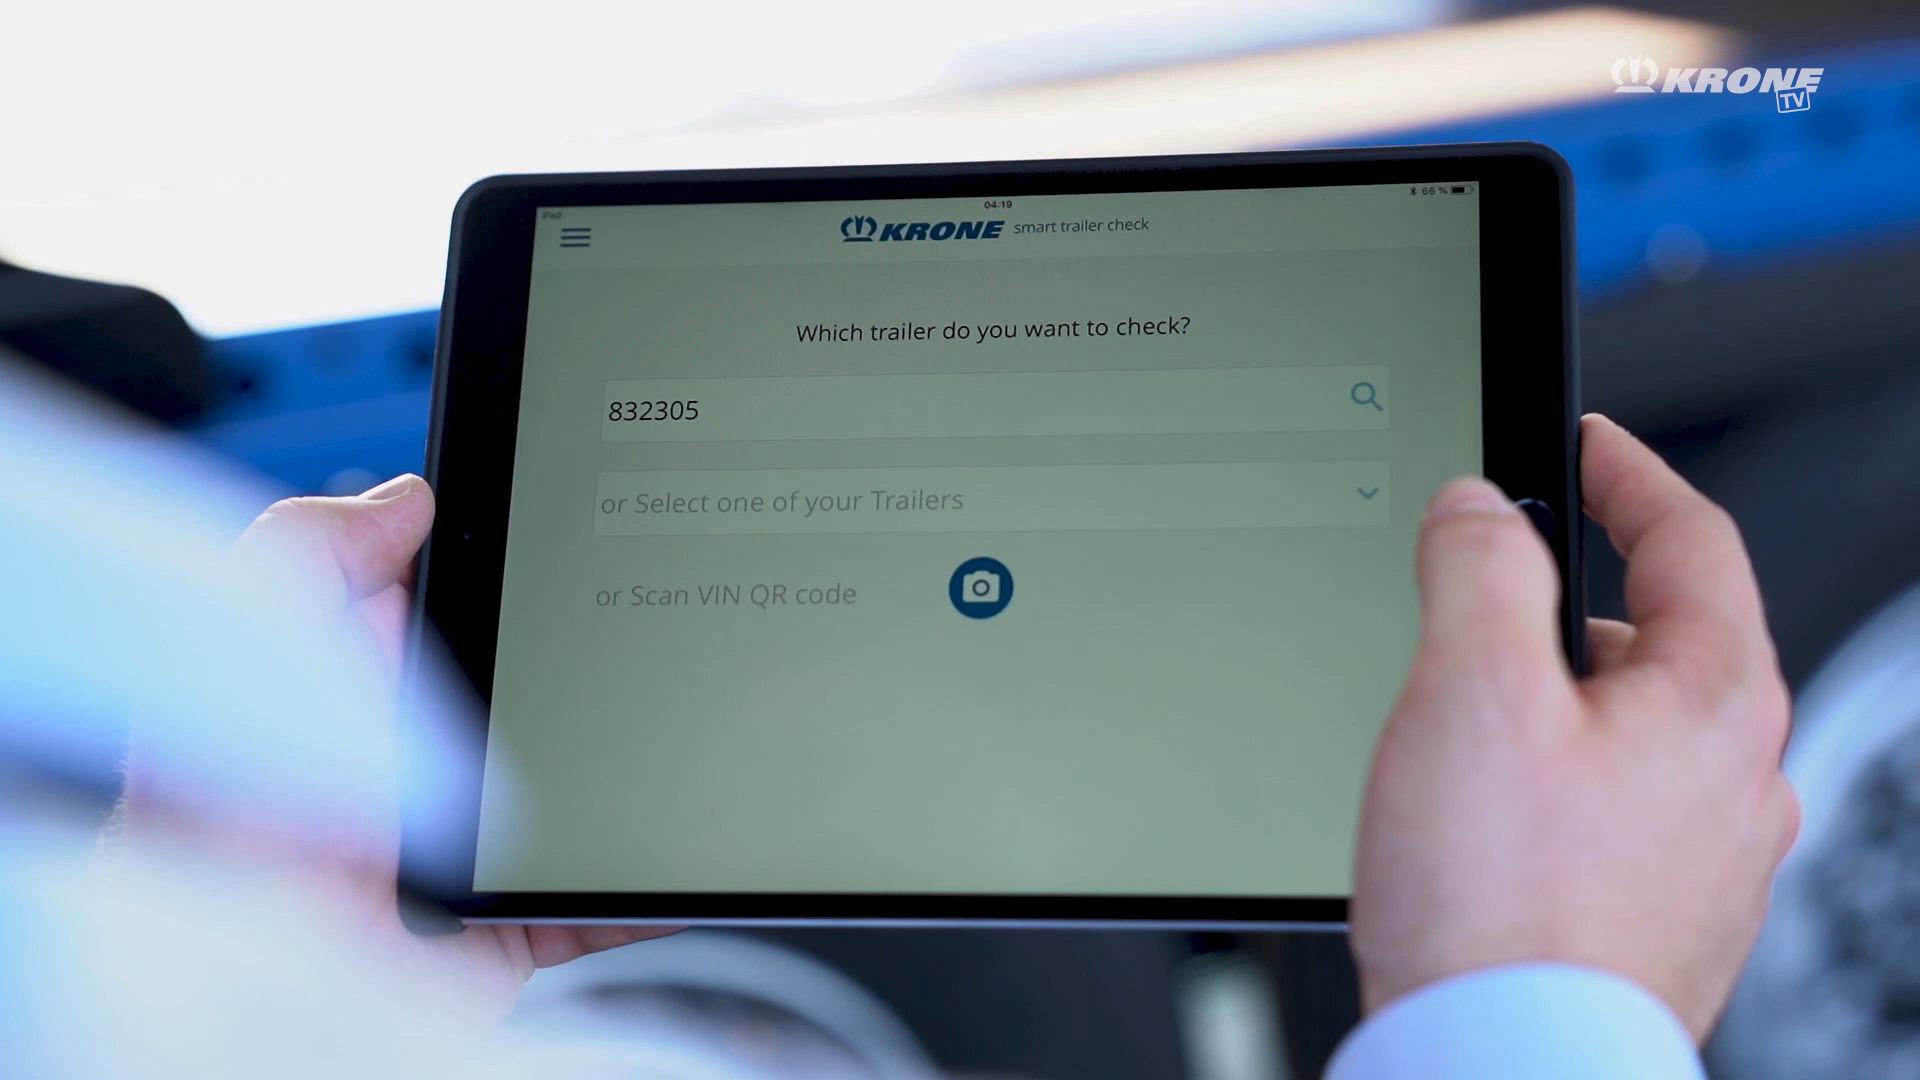 KRONE
TV
iPad
04:19
66 %
KRONE smart trailer check
Which trailer do you want to check?
832305
or Select one of your Trailers
or Scan VIN QR code